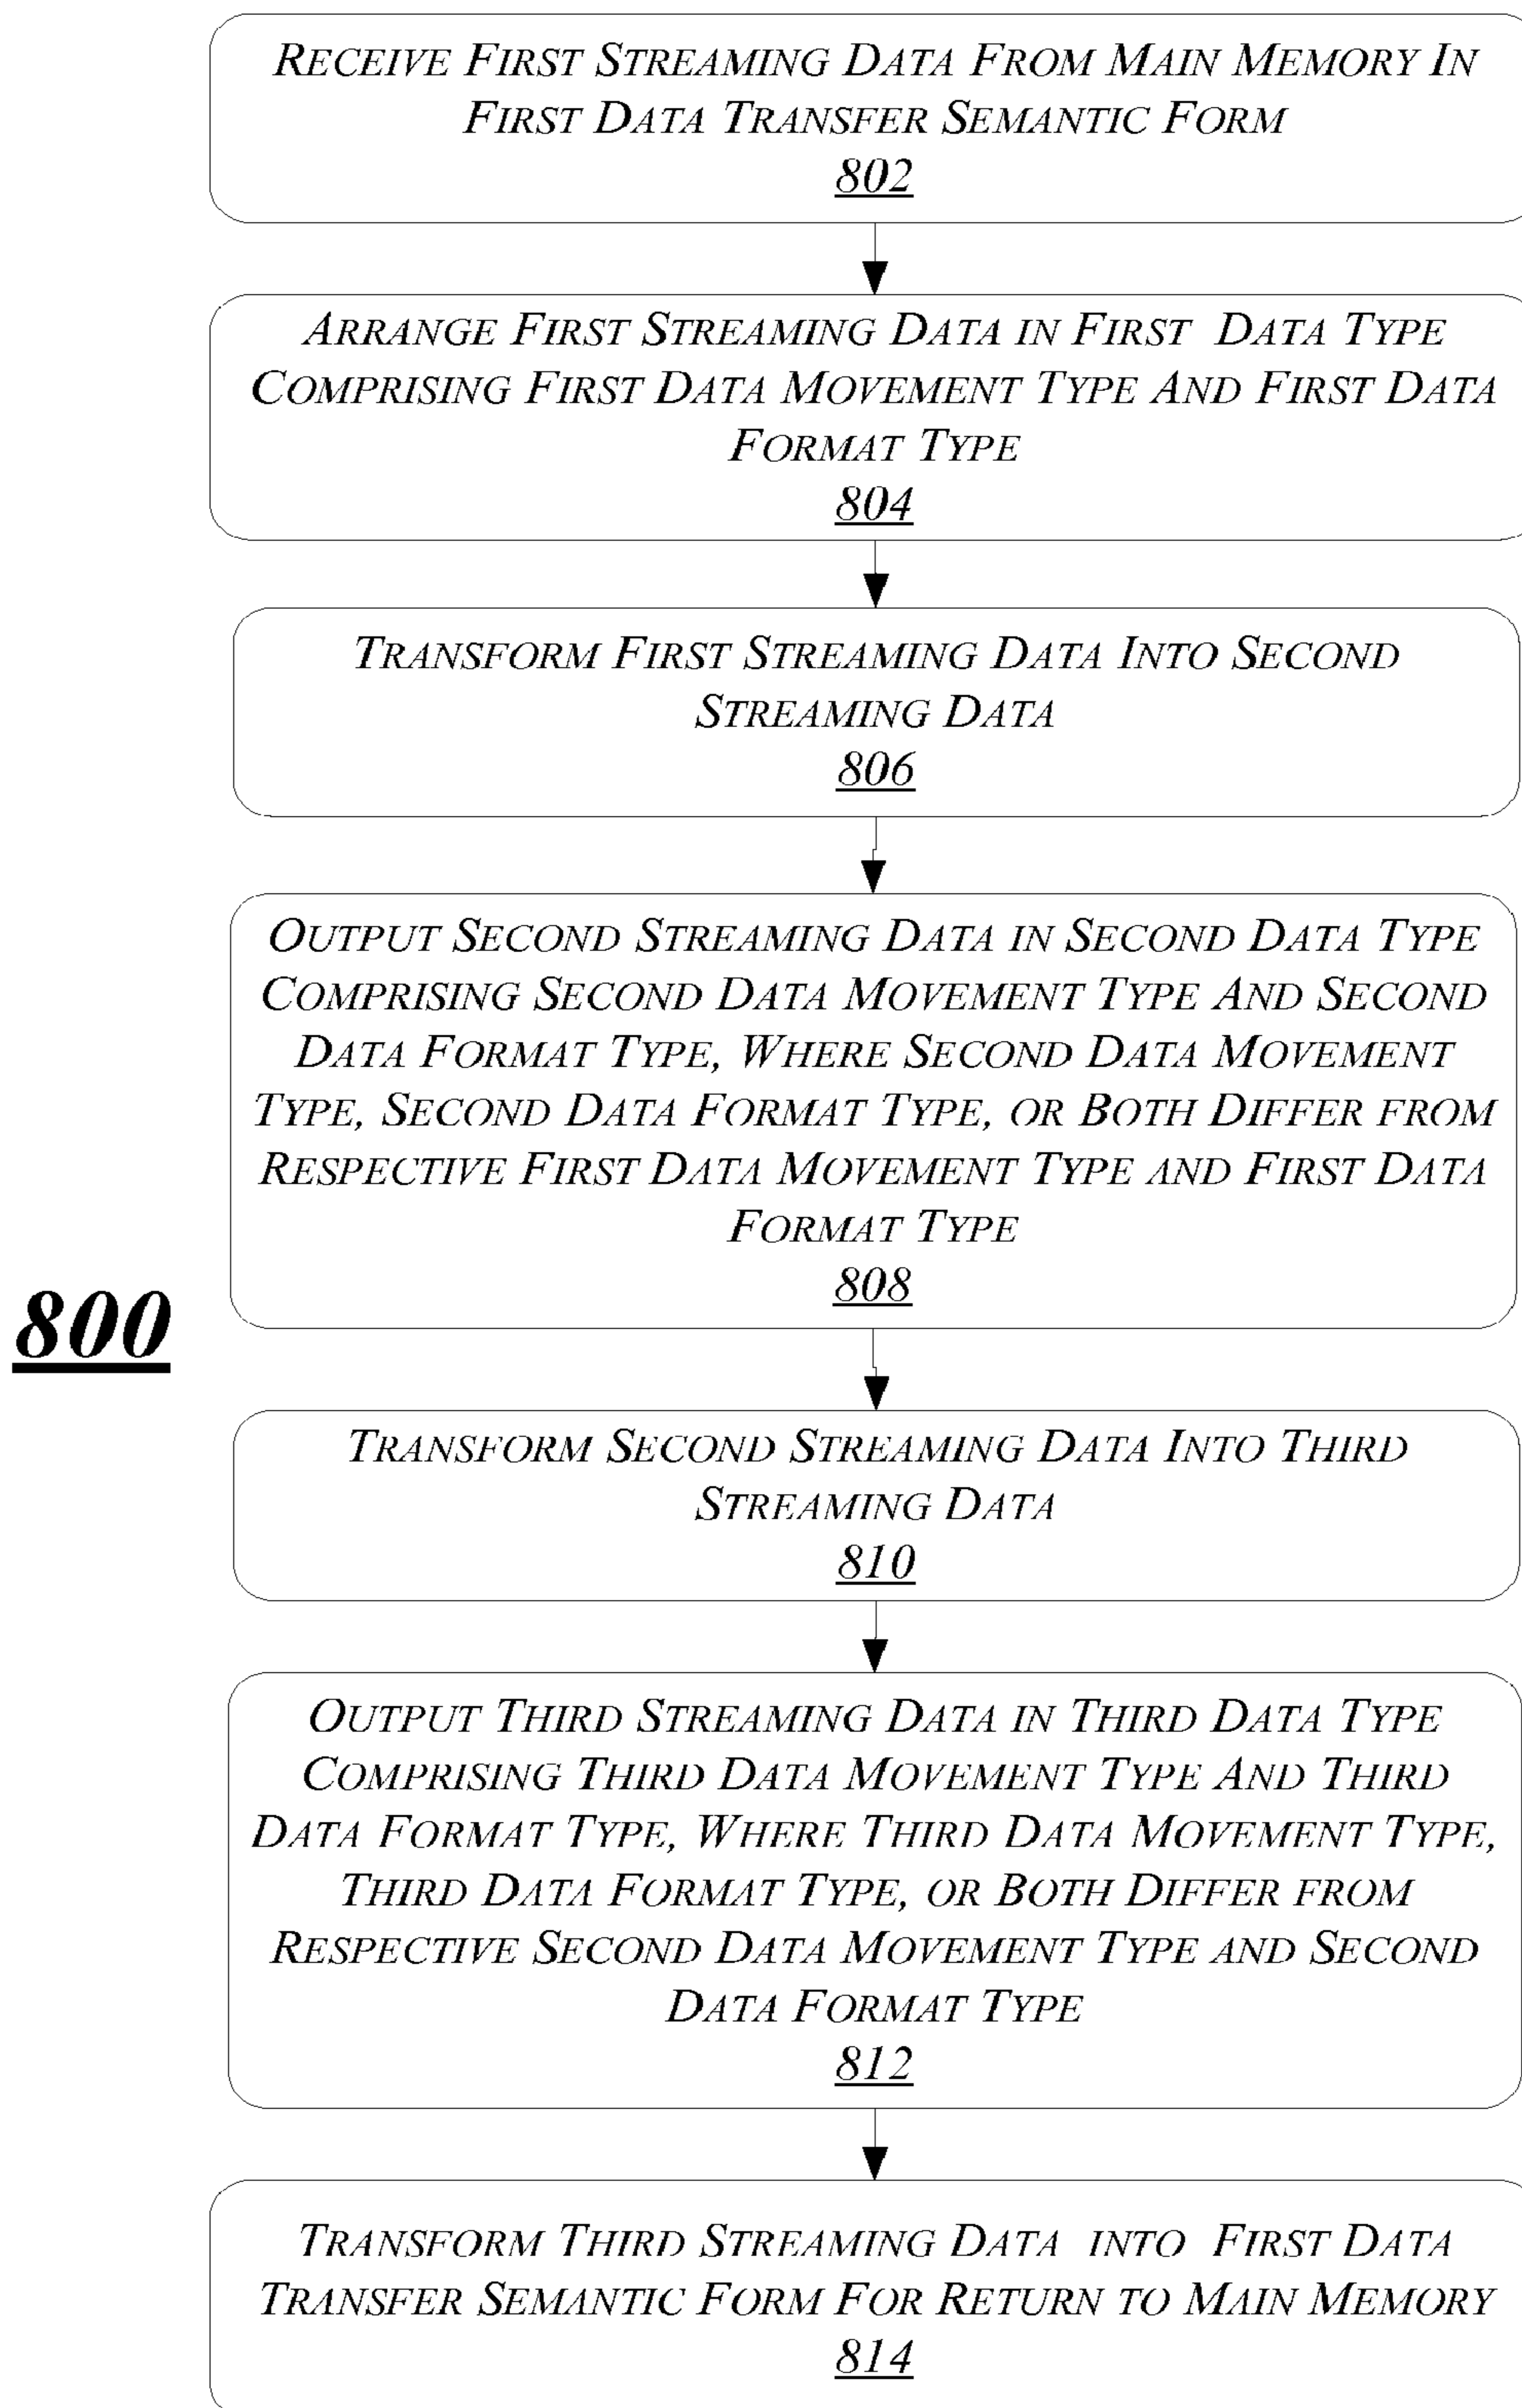 RECEIVE FIRST STREAMING DATA FROM MAIN MEMORY IN
FIRST DATA TRANSFER SEMANTIC FORM
802
ARRANGE FIRST STREAMING DATA IN FIRST DATA TYPE
COMPRISING FIRST DATA MOVEMENT TYPE AND FIRST DATA
FORMAT TYPE
804
TRANSFORM FIRST STREAMING DATA INTO SECOND
STREAMING DATA
806
OUTPUT SECOND STREAMING DATA IN SECOND DATA TYPE
COMPRISING SECOND DATA MOVEMENT TYPE AND SECOND
DATA FORMAT TYPE, WHERE SECOND DATA MOVEMENT
TYPE, SECOND DATA FORMAT TYPE, OR BOTH DIFFER FROM
RESPECTIVE FIRST DATA MOVEMENT TYPE AND FIRST DATA
FORMAT TYPE
808
800
TRANSFORM SECOND STREAMING DATA INTO THIRD
STREAMING DATA
810
OUTPUT THIRD STREAMING DATA IN THIRD DATA TYPE
COMPRISING THIRD DATA MOVEMENT TYPE AND THIRD
DATA FORMAT TYPE, WHERE THIRD DATA MOVEMENT TYPE,
THIRD DATA FORMAT TYPE, OR BOTH DIFFER FROM
RESPECTIVE SECOND DATA MOVEMENT TYPE AND SECOND
DATA FORMAT TYPE
812
TRANSFORM THIRD STREAMING DATA INTO FIRST DATA
TRANSFER SEMANTIC FORM FOR RETURN TO MAIN MEMORY
814